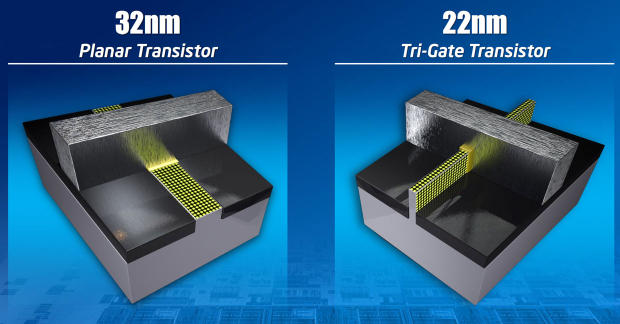 32nm
Planar Transistor
22nm
Tri-Gate Transistor